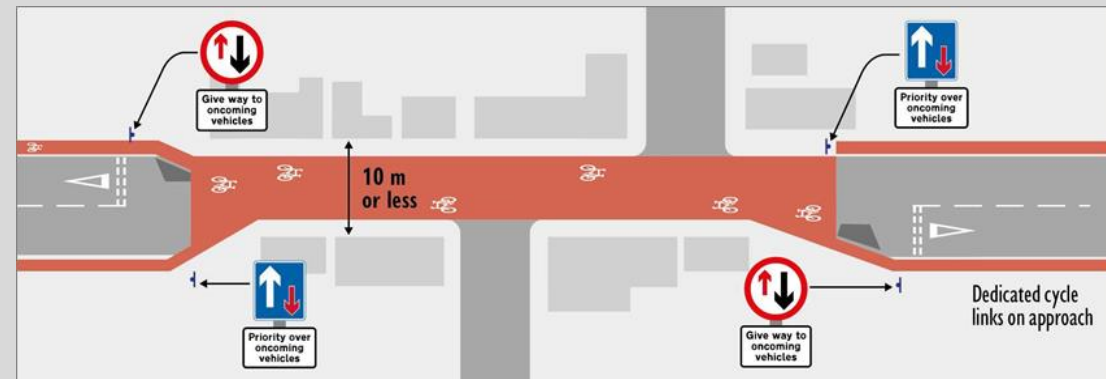 Give way to
oncoming
vehicles
Priority over
oncoming
vehicles
10 m
or less
Priority over
oncoming
vehicles
Give way to
oncoming
vehicles
Dedicated cycle
links on approach